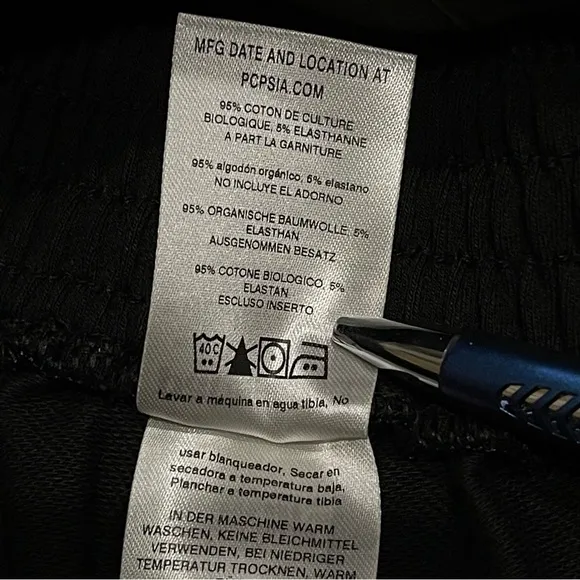 MFG DATE AND LOCATION AT
PCPSIA.COM
95% COTON DE CULTURE
BIOLOGIQUE, 5% ELASTHANNE
A PART LA GARNITURE
95% algodón orgánico, 5% elastano
NO INCLUYE EL ADORNO
95% ORGANISCHE BAUMWOLLE, 5%
ELASTHAN
AUSGENOMMEN BESATZ
95% COTONE BIOLOGICO, 5%
ELASTAN
ESCLUSO INSERTO
40C
Lavar a máquina en agua tibia, No
usar blanqueador, Secar en
secadora a temperatura baja,
Planchar a temperatura tibia
IN DER MASCHINE WARM
WASCHEN, KEINE BLEICHMITTEL
VERWENDEN, BEI NIEDRIGER
TEMPERATUR TROCKNEN, WARM